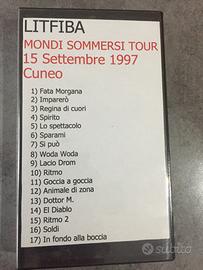 LITFIBA
MONDI SOMMERSI TOUR
15 Settembre 1997
Cuneo
1) Fata Morgana
2) Imparerò
3) Regina di cuori
4) Spirito
5) Lo spettacolo
6) Sparami
7) Si può
8) Woda Woda
9) Lacio Drom
10) Ritmo
11) Goccia a goccia
12) Animale di zona
13) Dottor M.
14) El Diablo
15) Ritmo 2
16) Soldi
17) In fondo alla boccia
subito